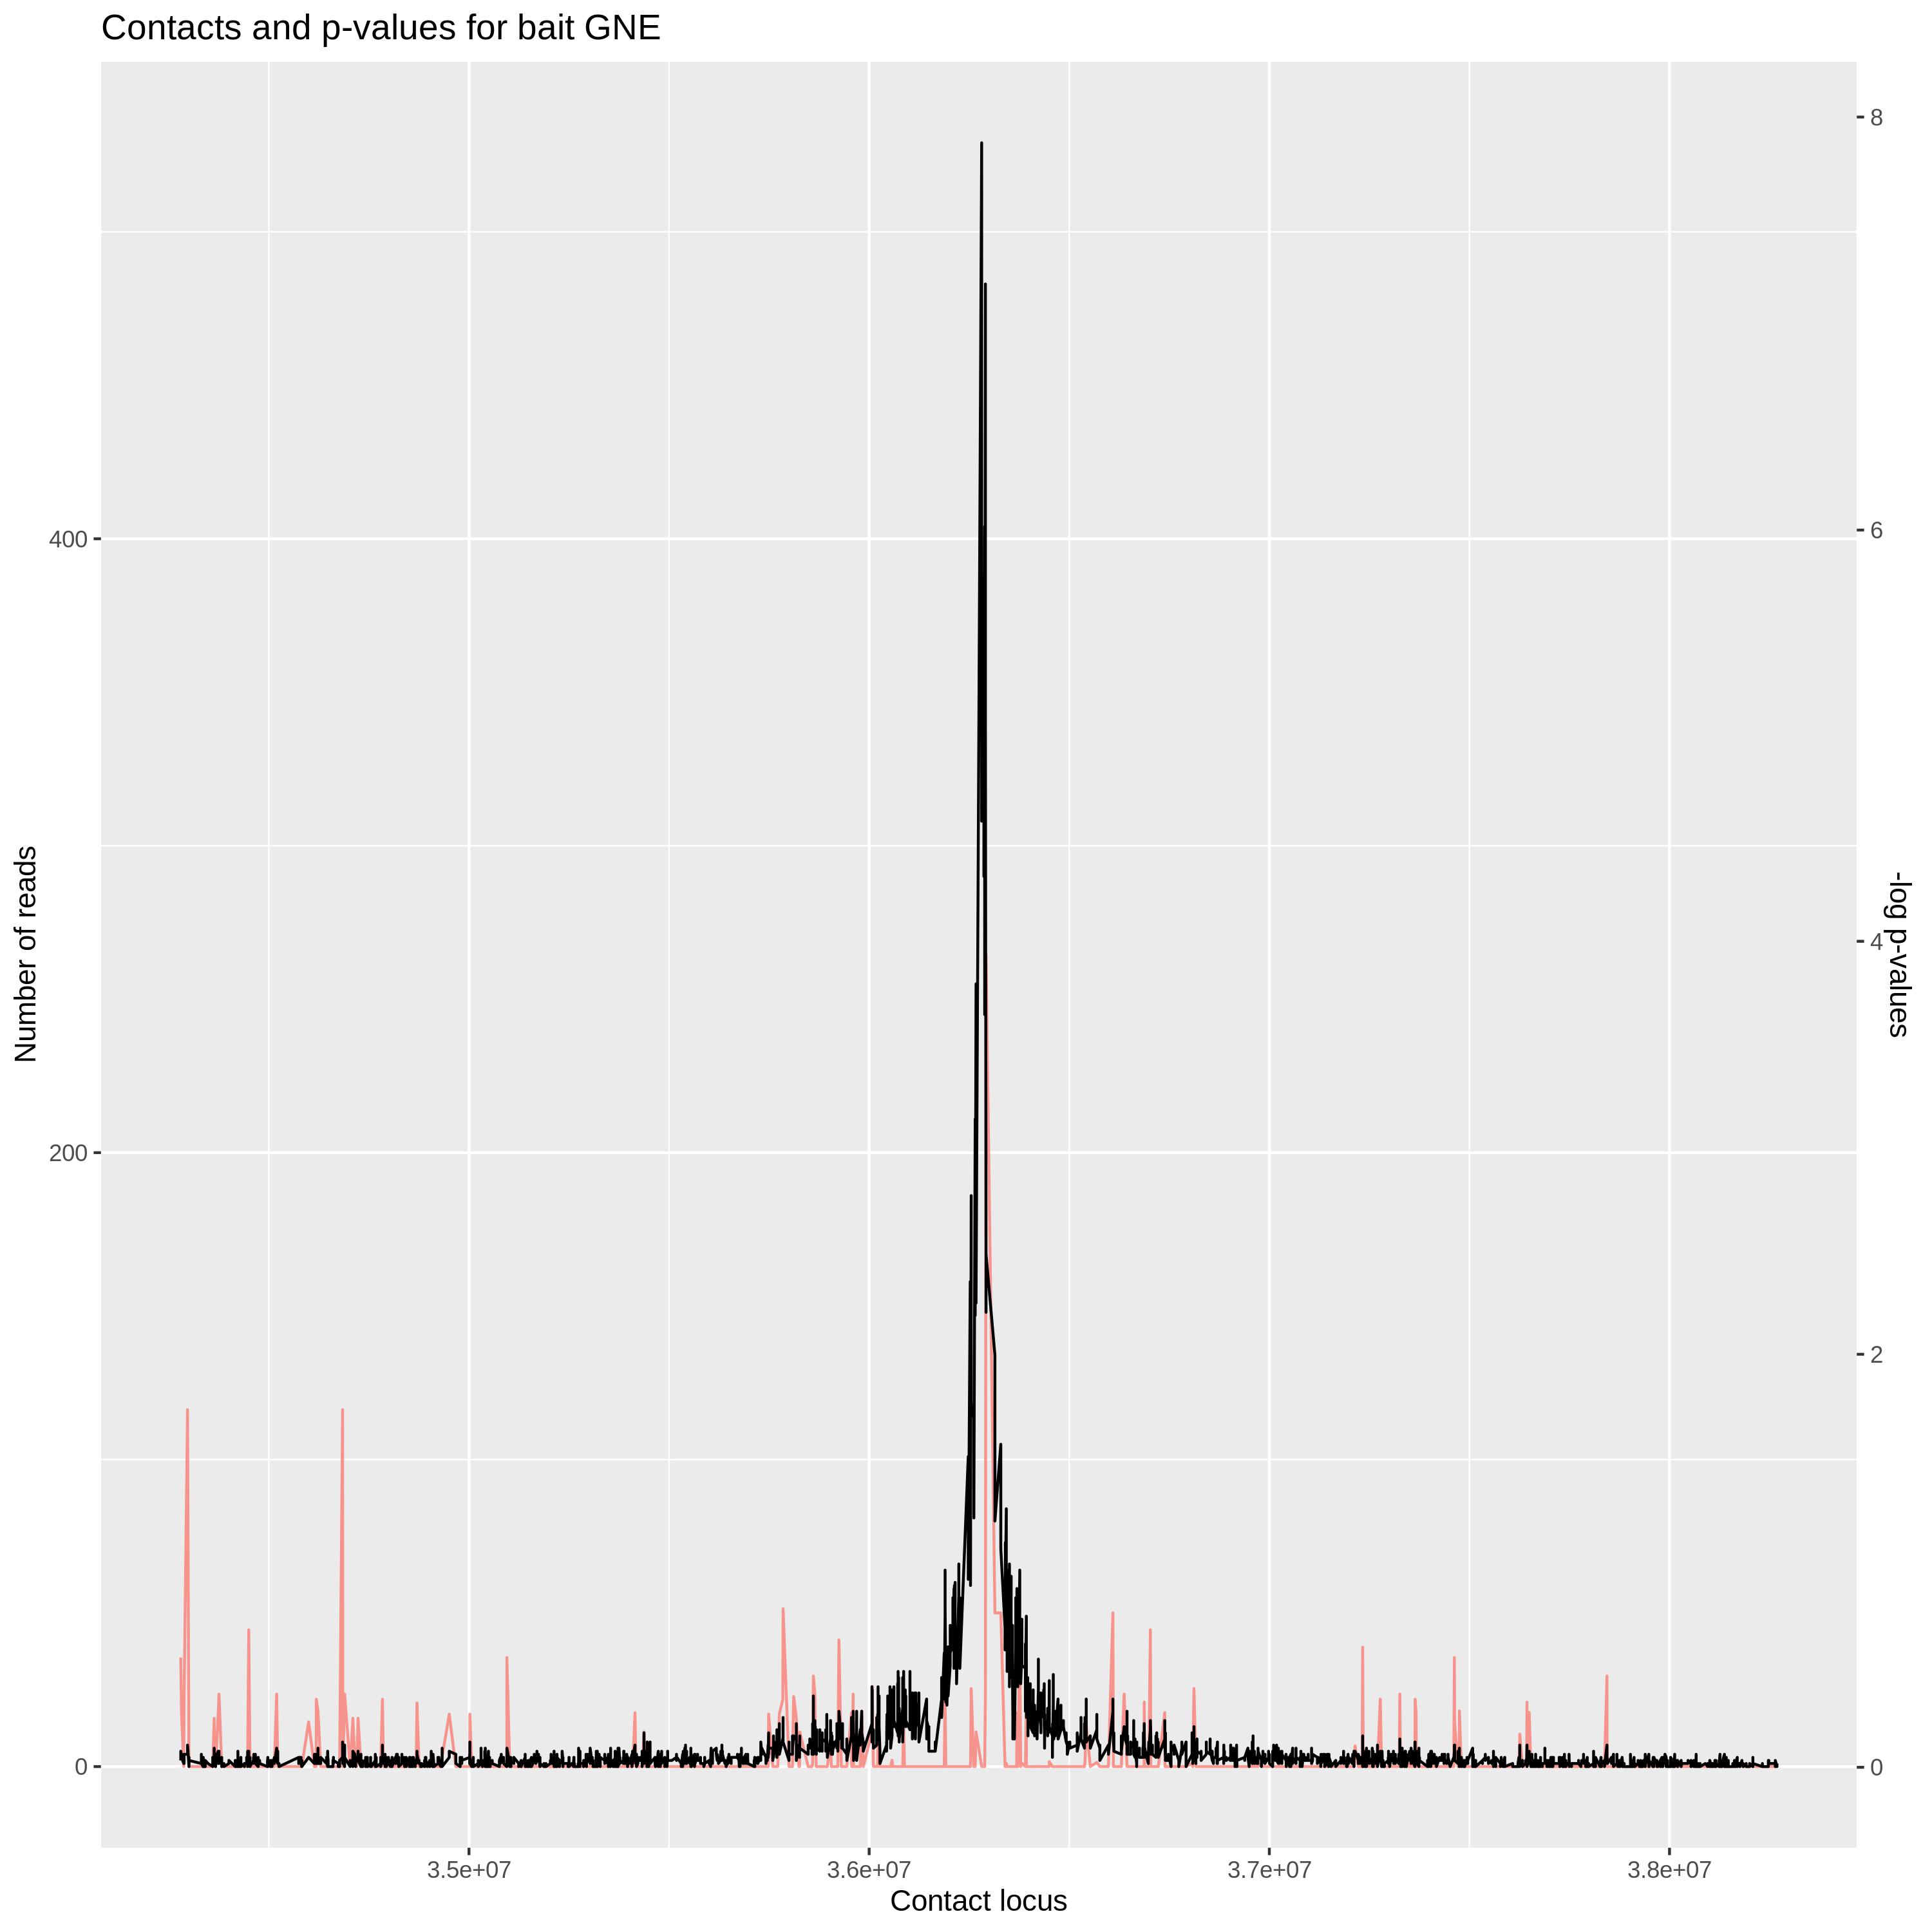 Contacts and p-values for bait GNE
8
6
4
2
0
-log p-values
400
200
0
Number of reads
3.5e+07 3.6e+07 3.7e+07 3.8e+07
Contact locus